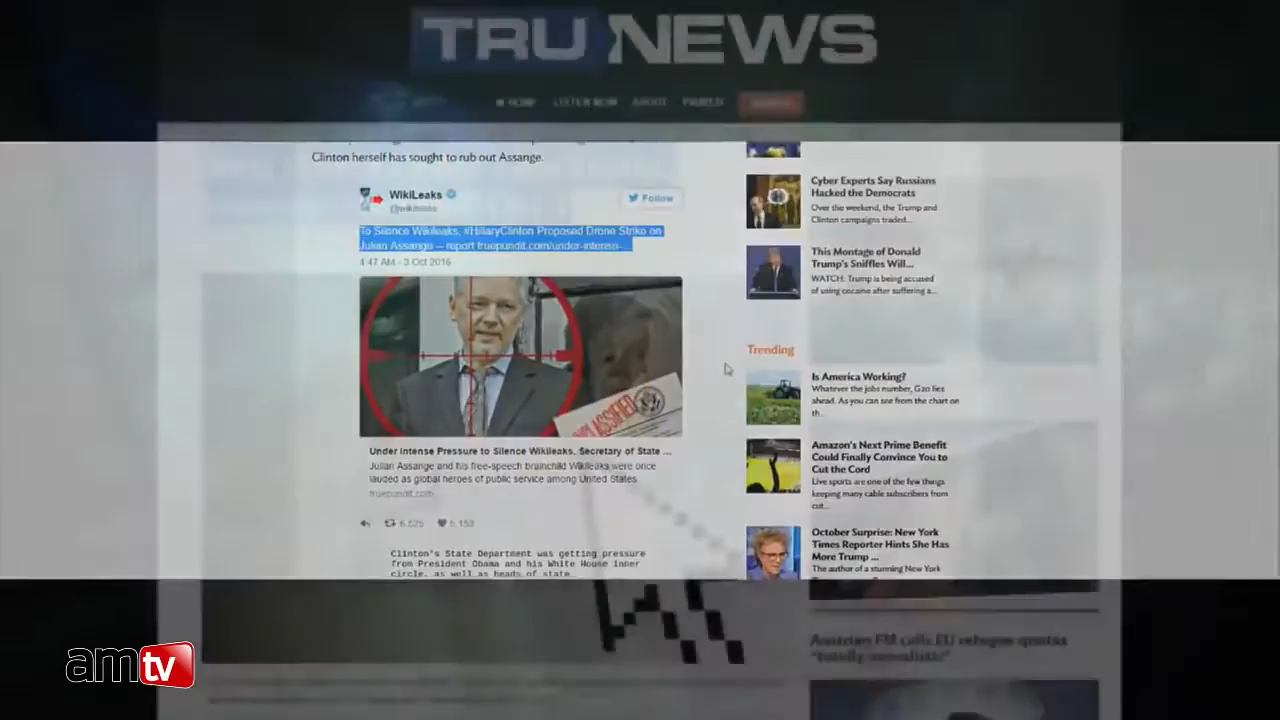 TRUNEWS
HOME
LISTEN NOW
ABOUT
Clinton herself has sought to rub out Assange.
WikiLeaks
@wikileaks
Follow
To Silence Wikileaks, #HillaryClinton Proposed Drone Strike on
Julian Assange -- report truepundit.com/under-intense-...
4:47 AM - 3 Oct 2016
CLASSIFIED
Under Intense Pressure to Silence Wikileaks, Secretary of State ...
Julian Assange and his free-speech brainchild Wikileaks were once
lauded as global heroes of public service among United States
truepundit.com
Clinton's State Department was getting pressure
from President Obama and his White House inner
circle, as well as heads of state
Cyber Experts Say Russians
Hacked the Democrats
Over the weekend, the Trump and
Clinton campaigns traded...
This Montage of Donald
Trump's Sniffles Will...
WATCH: Trump is being accused
of using cocaine after suffering a...
Trending
Is America Working?
Whatever the jobs number, G20 lies
ahead. As you can see from the chart on
th...
Amazon's Next Prime Benefit
Could Finally Convince You to
Cut the Cord
Live sports are one of the few things
keeping many cable subscribers from
cut...
October Surprise: New York
Times Reporter Hints She Has
More Trump ...
The author of a stunning New York
Austrian FM calls EU refugee quotas
amtv